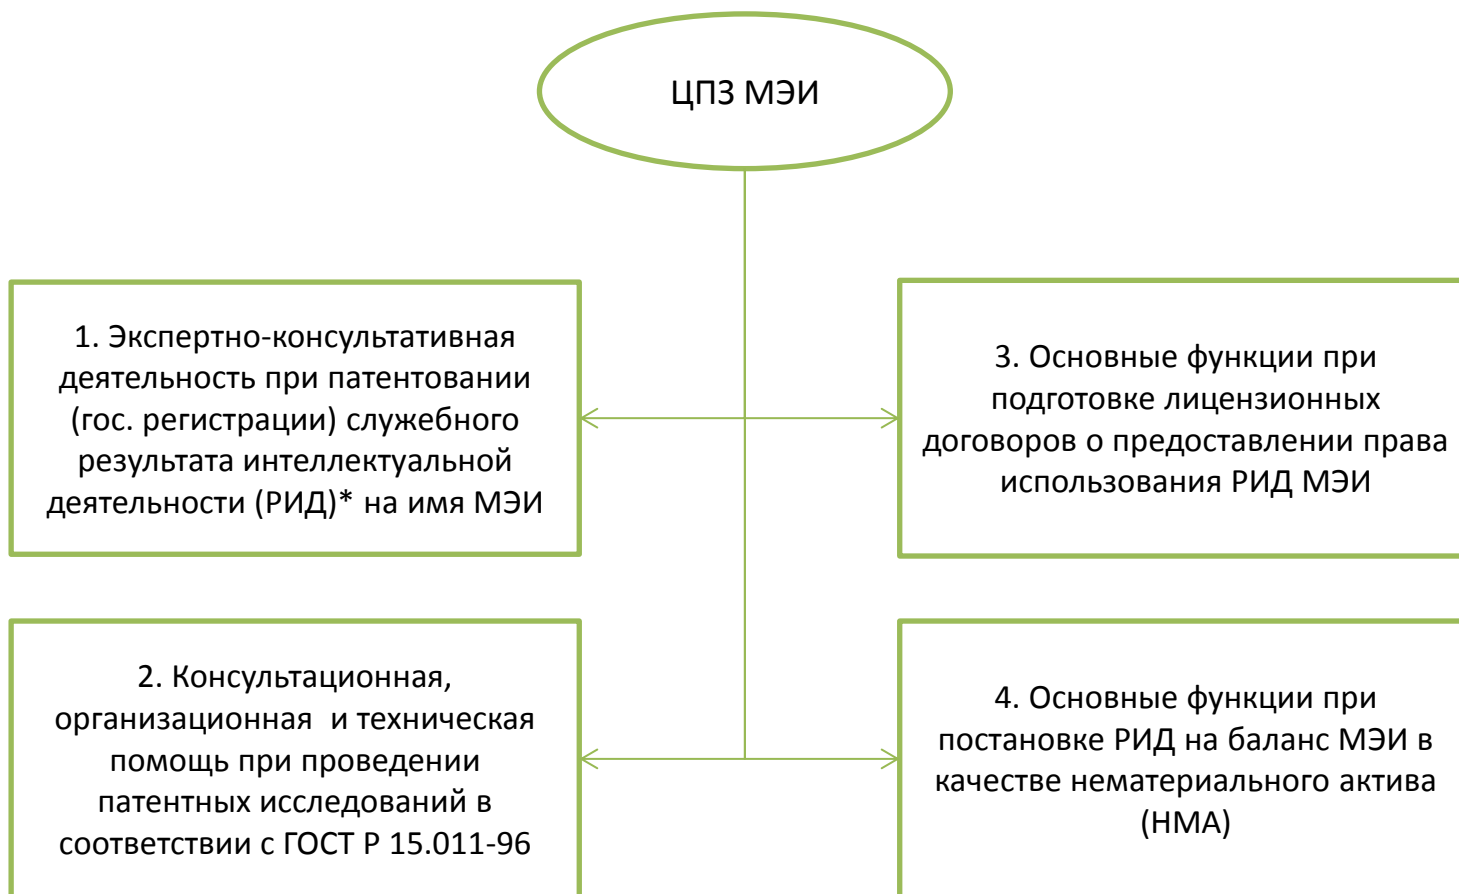 ЦПЗ МЭИ
1. Экспертно-консультативная
деятельность при патентовании
(гос. регистрации) служебного
результата интеллектуальной
деятельности (РИД)* на имя МЭИ
2. Консультационная,
организационная и техническая
помощь при проведении
патентных исследований в
соответствии с ГОСТ Р 15.011-96
3. Основные функции при
подготовке лицензионных
договоров о предоставлении права
использования РИД МЭИ
4. Основные функции при
постановке РИД на баланс МЭИ в
качестве нематериального актива
(НМА)